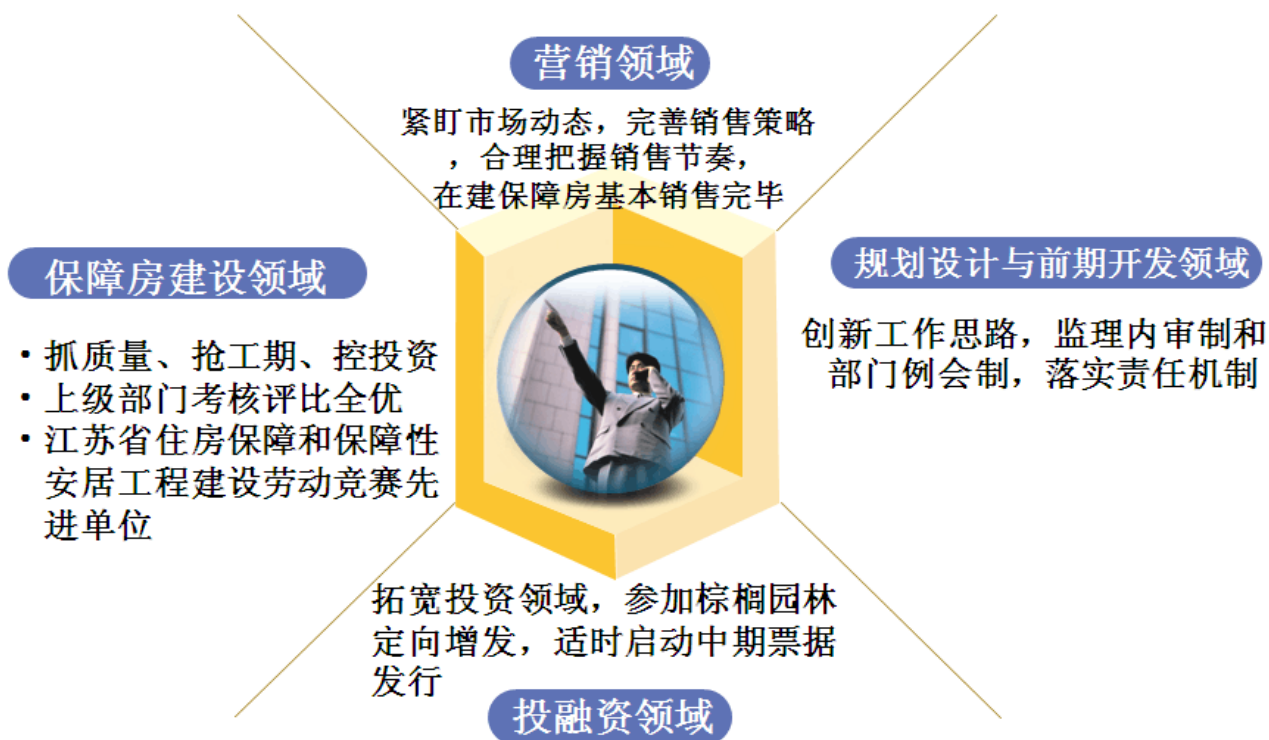 营销领域
紧盯市场动态，完善销售策略
，合理把握销售节奏，
在建保障房基本销售完毕
保障房建设领域
・抓质量、抢工期、控投资
・上级部门考核评比全优
・江苏省住房保障和保障性
安居工程建设劳动竞赛先
进单位
规划设计与前期开发领域
创新工作思路，监理内审制和
部门例会制，落实责任机制
拓宽投资领域，参加棕榈园林
定向增发，适时启动中期票据
发行
投融资领域